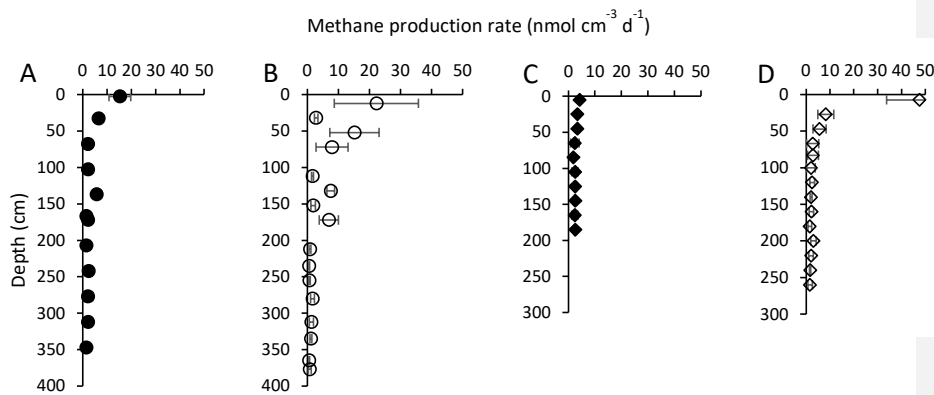 Methane production rate (nmol cm⁻³ d⁻¹)
A B C D
0 10 20 30 40 50 0 10 20 30 40 50 0 10 20 30 40 50 0 10 20 30 40 50
Depth (cm)
0 0 0 0
50 50 50 50
100 100 100 100
150 150 150 150
200 200 200 200
250 250 250 250
300 300 300 300
350 350
400 400